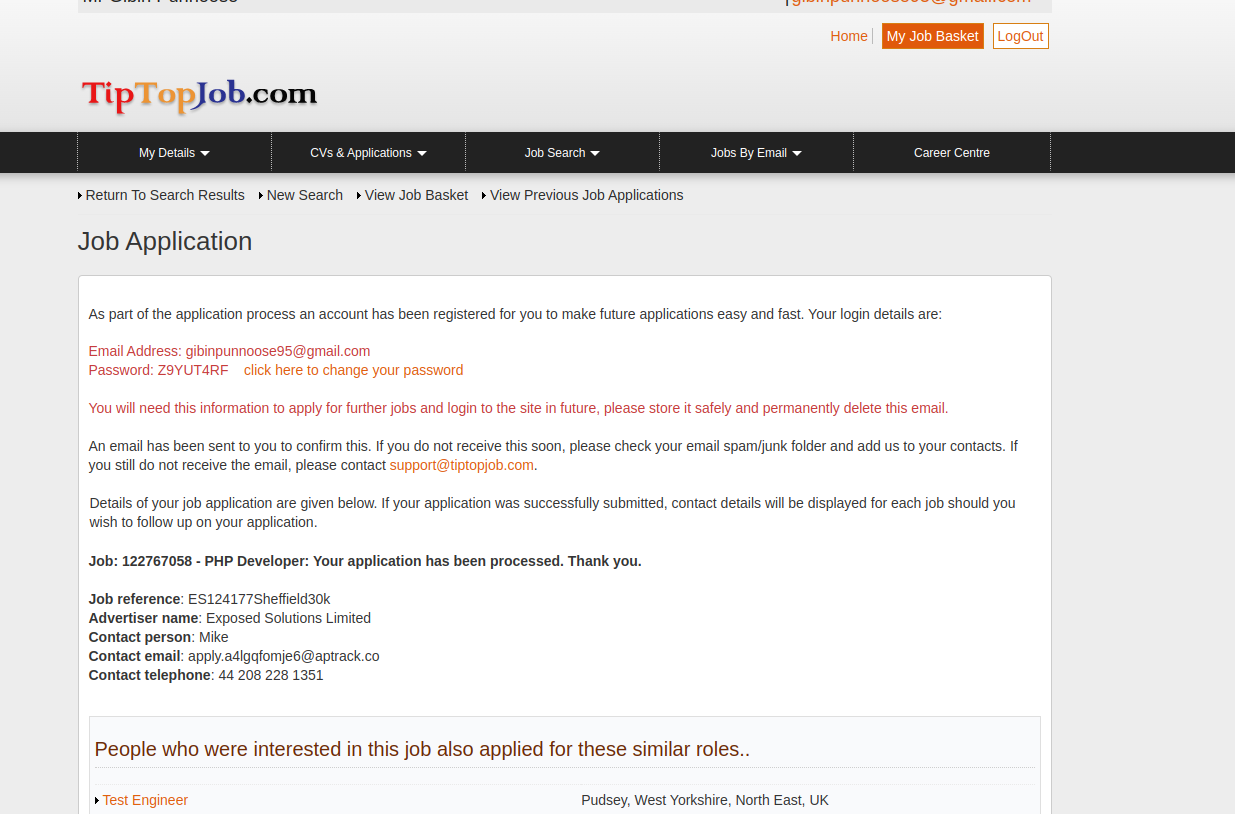 Mr Gibin Punnoose
|gibinpunnoose95@gmail.com
Home
My Job Basket
LogOut
TipTopJob.com
My Details
CVs & Applications
Job Search
Jobs By Email
Career Centre
Return To Search Results
New Search
View Job Basket
View Previous Job Applications
Job Application
As part of the application process an account has been registered for you to make future applications easy and fast. Your login details are:
Email Address: gibinpunnoose95@gmail.com
Password: Z9YUT4RF click here to change your password
You will need this information to apply for further jobs and login to the site in future, please store it safely and permanently delete this email.
An email has been sent to you to confirm this. If you do not receive this soon, please check your email spam/junk folder and add us to your contacts. If
you still do not receive the email, please contact support@tiptopjob.com.
Details of your job application are given below. If your application was successfully submitted, contact details will be displayed for each job should you
wish to follow up on your application.
Job: 122767058 - PHP Developer: Your application has been processed. Thank you.
Job reference: ES124177Sheffield30k
Advertiser name: Exposed Solutions Limited
Contact person: Mike
Contact email: apply.a4lgqfomje6@aptrack.co
Contact telephone: 44 208 228 1351
People who were interested in this job also applied for these similar roles..
Test Engineer
Pudsey, West Yorkshire, North East, UK